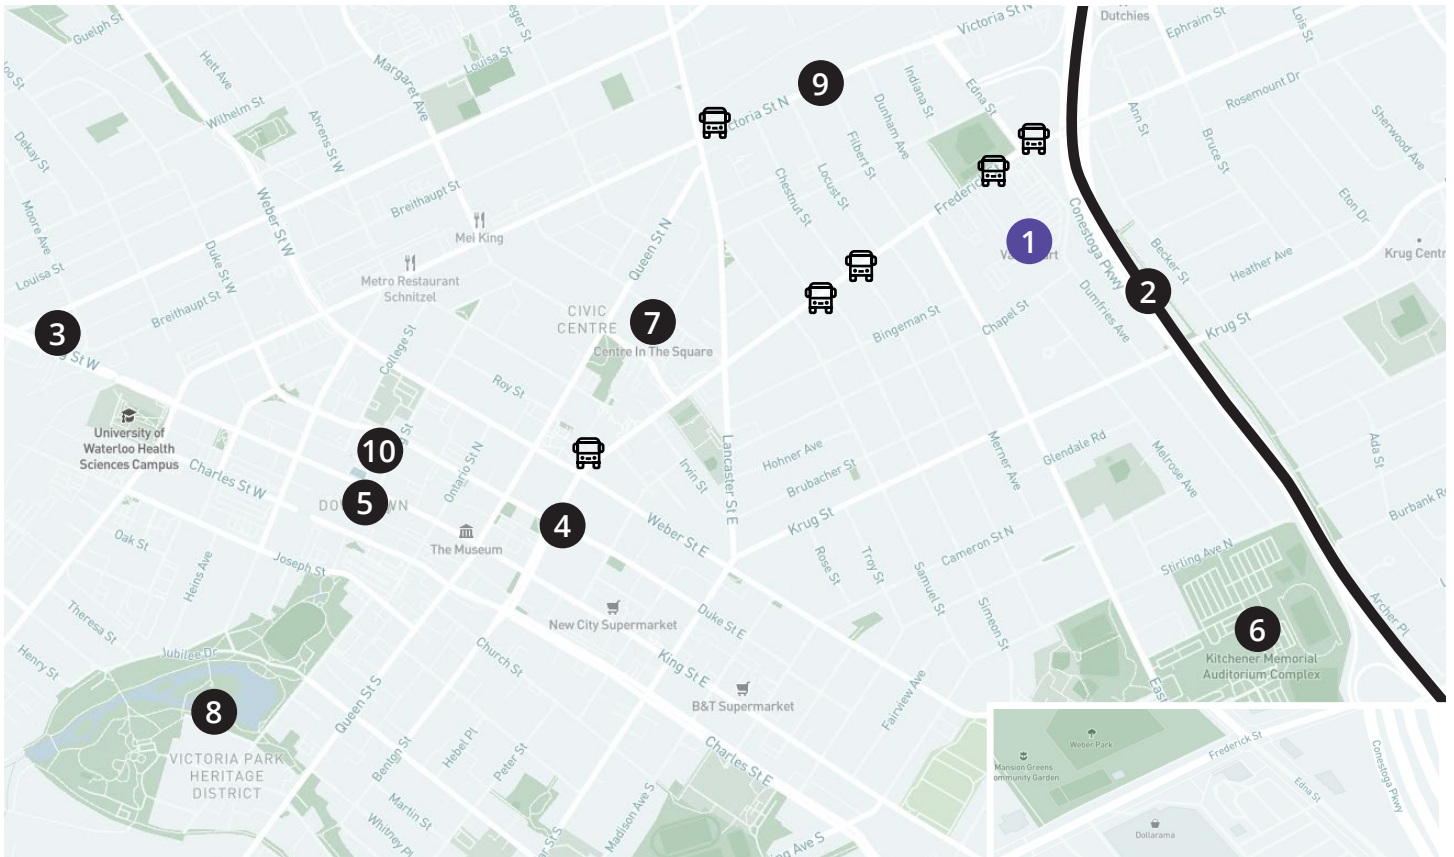 Guelph St
Louisa St
Victoria St N
Dutchies
Ephraim St
Lois St
Hett Ave
Margaret Ave
Indiana St
Edna St
Rosemount Dr
9
Wilhelm St
Ahrens St W
Dunham Ave
Ann St
Sherwood Ave
Dekay St
Filbert St
Bruce St
Breithaupt St
Chestnut St
Locust St
Eton Dr
Moore Ave
Weber St W
Mei King
Queen St N
Conestoga Pkwy
1
Becker St
Krug Centr
Duke St W
Metro Restaurant
Schnitzel
Heather Ave
Louisa St
Breithaupt St
CIVIC
CENTRE
7
2
3
Bingeman St
Chapel St
Dumfries Ave
Krug St
Centre In The Square
College St
Roy St
University of
Waterloo Health
Sciences Campus
10
Ontario St N
Lancaster St E
Hohner Ave
Merner Ave
Glendale Rd
Ada St
Charles St W
Irvin St
Brubacher St
Melrose Ave
5
4
Krug St
Burbank Rd
Oak St
The Museum
Weber St E
Cameron St N
Stirling Ave N
Joseph St
Heins Ave
Rose St
Troy St
Samuel St
Theresa St
New City Supermarket
Duke St E
Simeon St
Archer Pl
6
Jubilee Dr
Church St
Kitchener Memorial
Auditorium Complex
Henry St
King St E
8
Queen St S
B&T Supermarket
Fairview Ave
VICTORIA PARK
HERITAGE
DISTRICT
Benton St
Hebel Pl
Peter St
Charles St E
Weber Park
Frederick St
Conestoga Pkwy
Mansion Greens
Martin St
Madison Ave S
Edna St
Whitney Pl
Dollarama